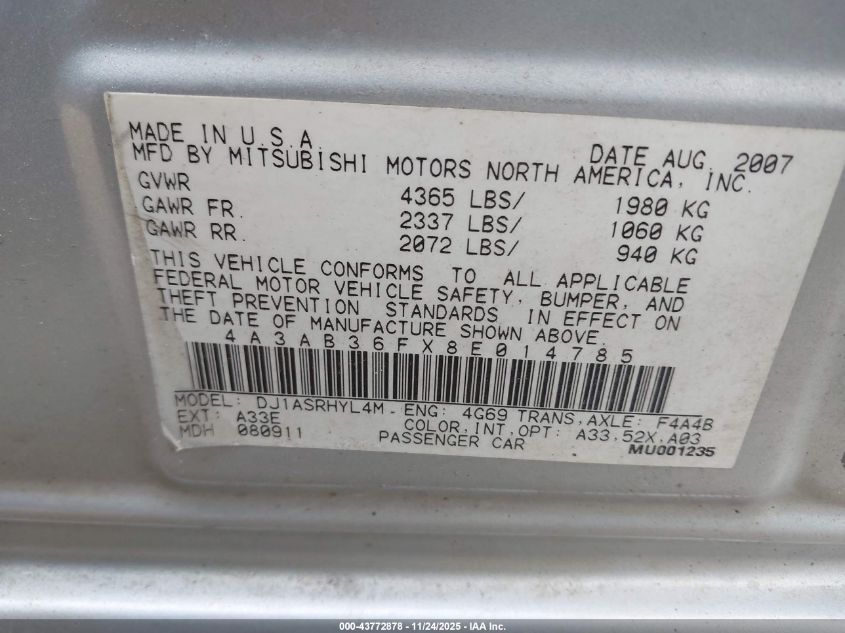 MADE IN U.S.A. DATE AUG. 2007
MFD BY MITSUBISHI MOTORS NORTH AMERICA, INC.
GVWR 4365 LBS/ 1980 KG
GAWR FR. 2337 LBS/ 1060 KG
GAWR RR. 2072 LBS/ 940 KG
THIS VEHICLE CONFORMS TO ALL APPLICABLE
FEDERAL MOTOR VEHICLE SAFETY, BUMPER, AND
THEFT PREVENTION STANDARDS IN EFFECT ON
THE DATE OF MANUFACTURE SHOWN ABOVE.
4A3AB36FX8E014785
MODEL: DJ1ASRHYL4M ENG: 4G69 TRANS,AXLE: F4A4B
EXT: A33E COLOR,INT,OPT: A33,52X,A03
MDH 080911 PASSENGER CAR MU001235
000-43772878 - 11/24/2025 - IAA Inc.